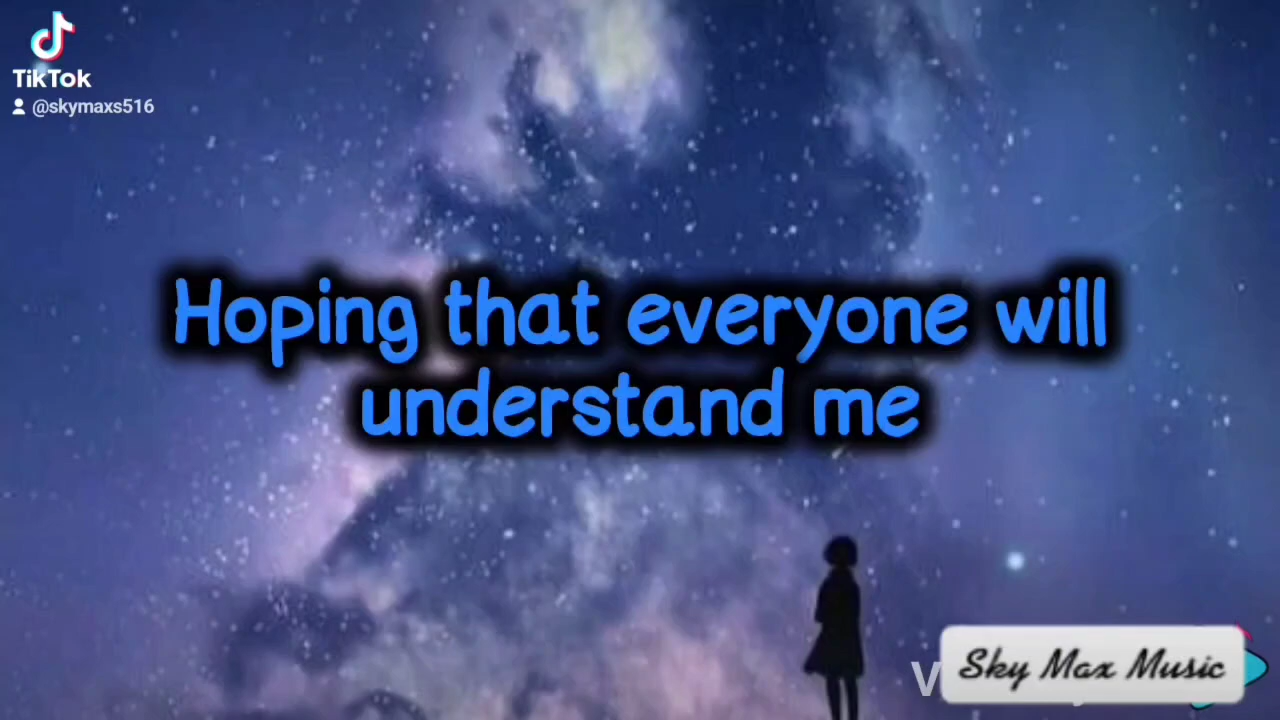 TikTok
@skymaxs516
Hoping that everyone will
understand me
Sky Max Music